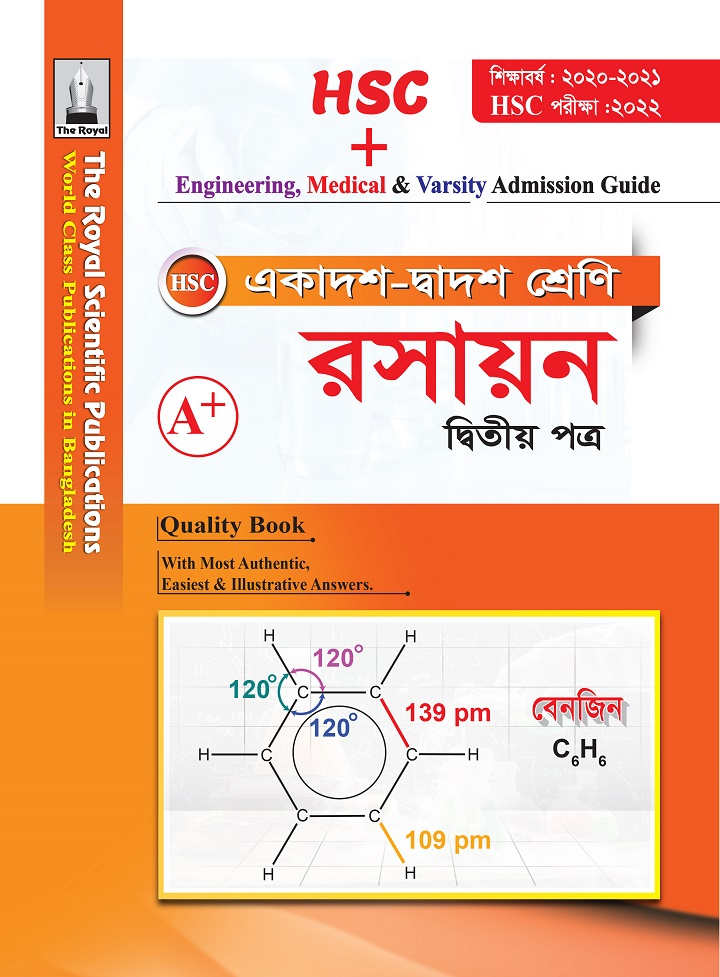 The Royal
The Royal Scientific Publications
World Class Publications in Bangladesh
HSC
+
শিক্ষাবর্ষ : ২০২০-২০২১
HSC পরীক্ষা :২০২২
Engineering, Medical & Varsity Admission Guide
HSC
একাদশ-দ্বাদশ শ্রেণি
রসায়ন
A+
দ্বিতীয় পত্র
Quality Book
With Most Authentic,
Easiest & Illustrative Answers.
H
H
120°
120°
C
C
120°
139 pm
বেনজিন
C₆H₆
H
C
C
H
C
C
109 pm
H
H